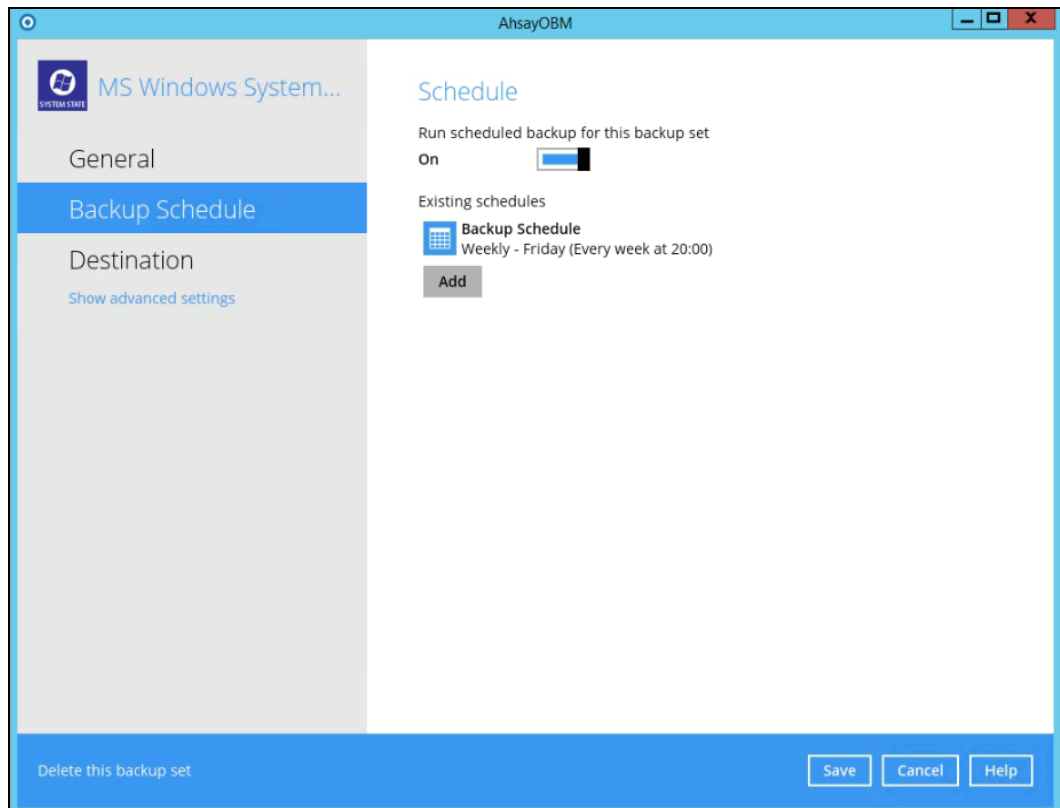 AhsayOBM
SYSTEM STATE
MS Windows System...
General
Backup Schedule
Destination
Show advanced settings
Schedule
Run scheduled backup for this backup set
On
Existing schedules
Backup Schedule
Weekly - Friday (Every week at 20:00)
Add
Delete this backup set
Save
Cancel
Help